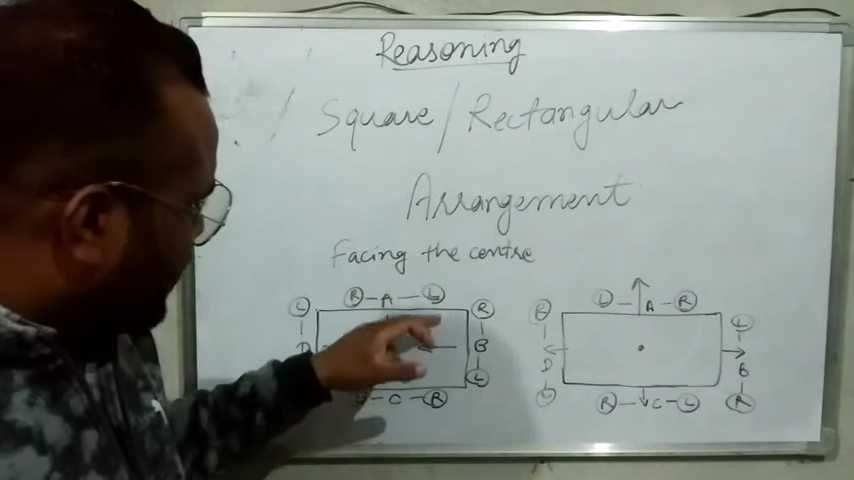 Reasoning
Square/Rectangular
Arrangement
Facing the centre
R - A - L
L
R
B
L
C - R
L - A - R
R
D
L
L
B
R
R - C - L